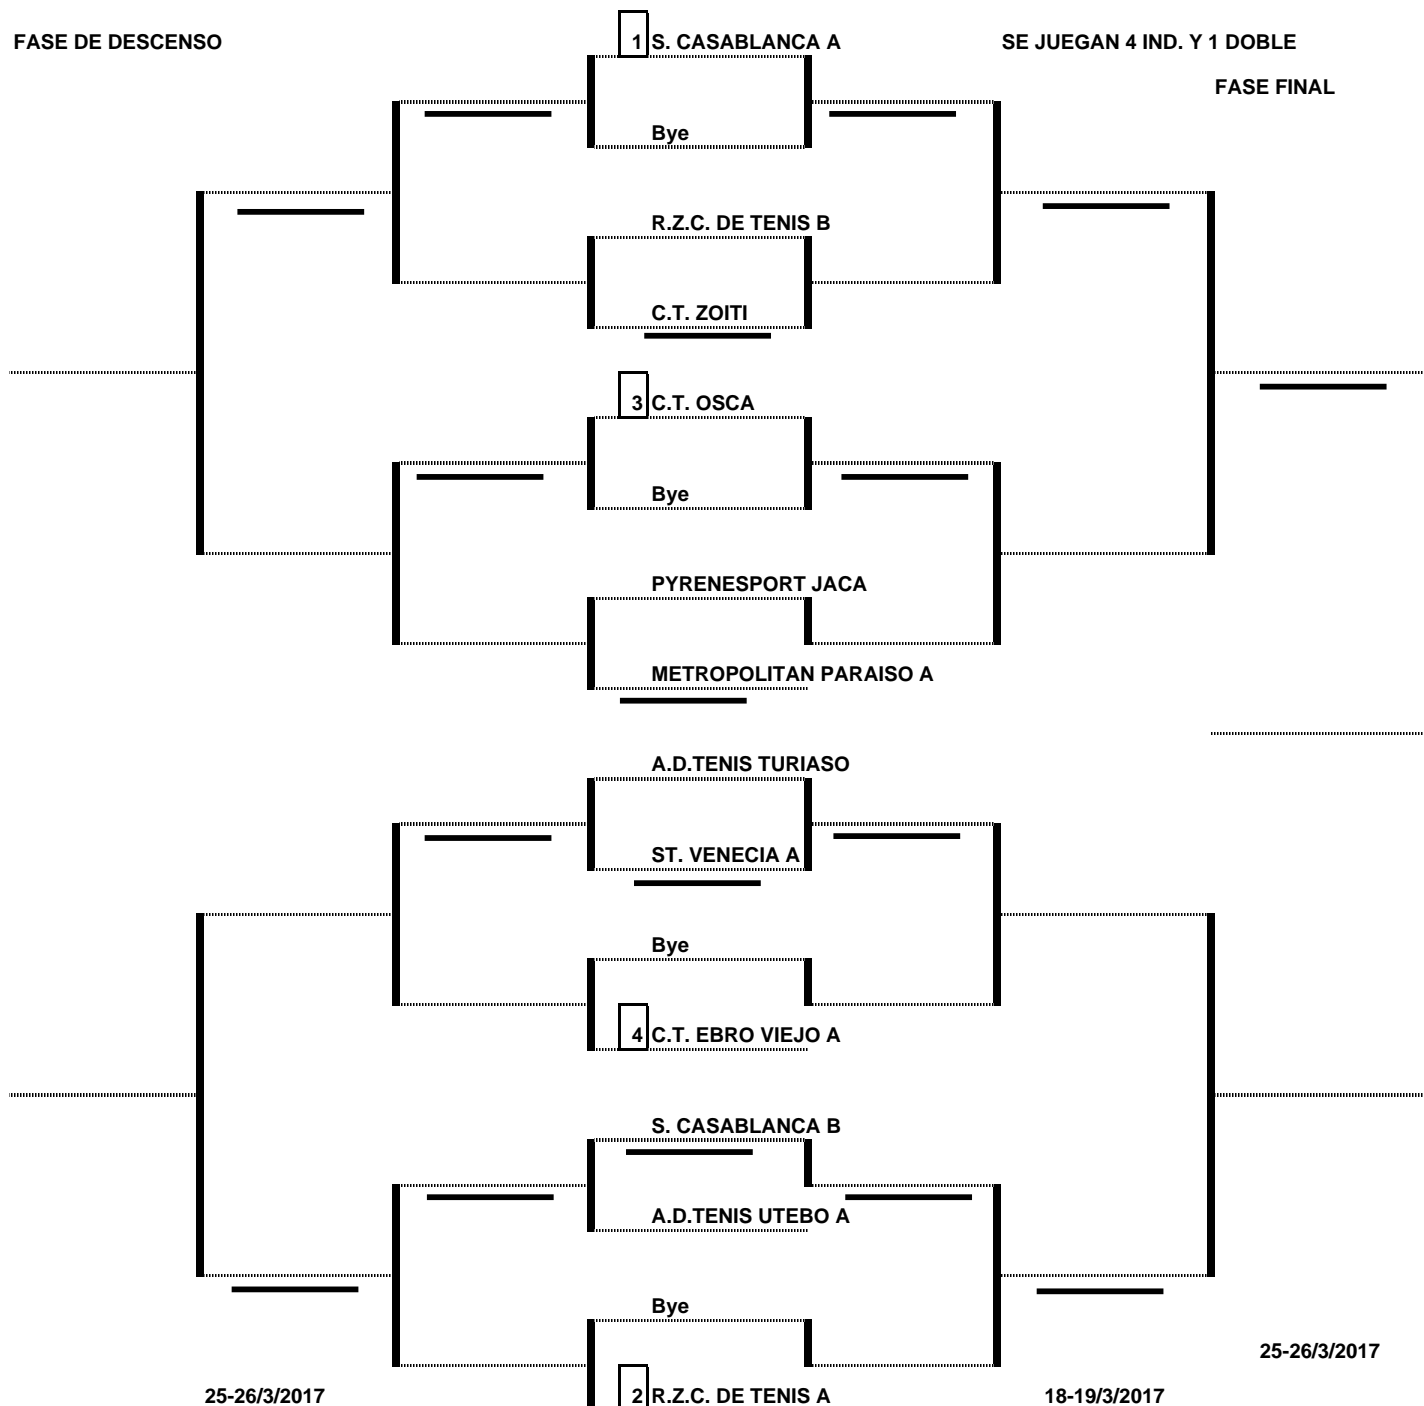 FASE DE DESCENSO
1 S. CASABLANCA A
SE JUEGAN 4 IND. Y 1 DOBLE
FASE FINAL
Bye
R.Z.C. DE TENIS B
C.T. ZOITI
3 C.T. OSCA
Bye
PYRENESPORT JACA
METROPOLITAN PARAISO A
A.D.TENIS TURIASO
ST. VENECIA A
Bye
4 C.T. EBRO VIEJO A
S. CASABLANCA B
A.D.TENIS UTEBO A
Bye
25-26/3/2017
25-26/3/2017
2 R.Z.C. DE TENIS A
18-19/3/2017